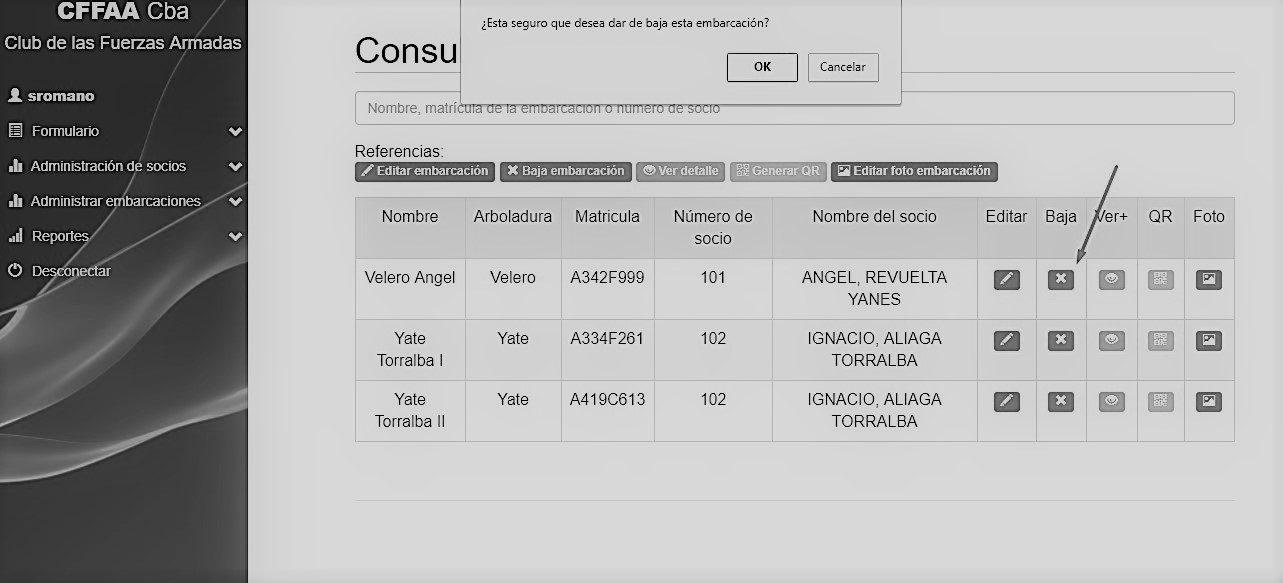 CFFAA Cba
Club de las Fuerzas Armadas
sromano
Formulario
Administración de socios
Administrar embarcaciones
Reportes
Desconectar
¿Esta seguro que desea dar de baja esta embarcación?
OK Cancelar
Consul
Nombre, matrícula de la embarcación o número de socio
Referencias:
Editar embarcación Baja embarcación Ver detalle Generar QR Editar foto embarcación
Nombre Arboladura Matricula Número de socio Nombre del socio Editar Baja Ver+ QR Foto
Velero Angel Velero A342F999 101 ANGEL, REVUELTA
YANES
Yate Yate A334F261 102 IGNACIO, ALIAGA
Torralba I TORRALBA
Yate Yate A419C613 102 IGNACIO, ALIAGA
Torralba II TORRALBA